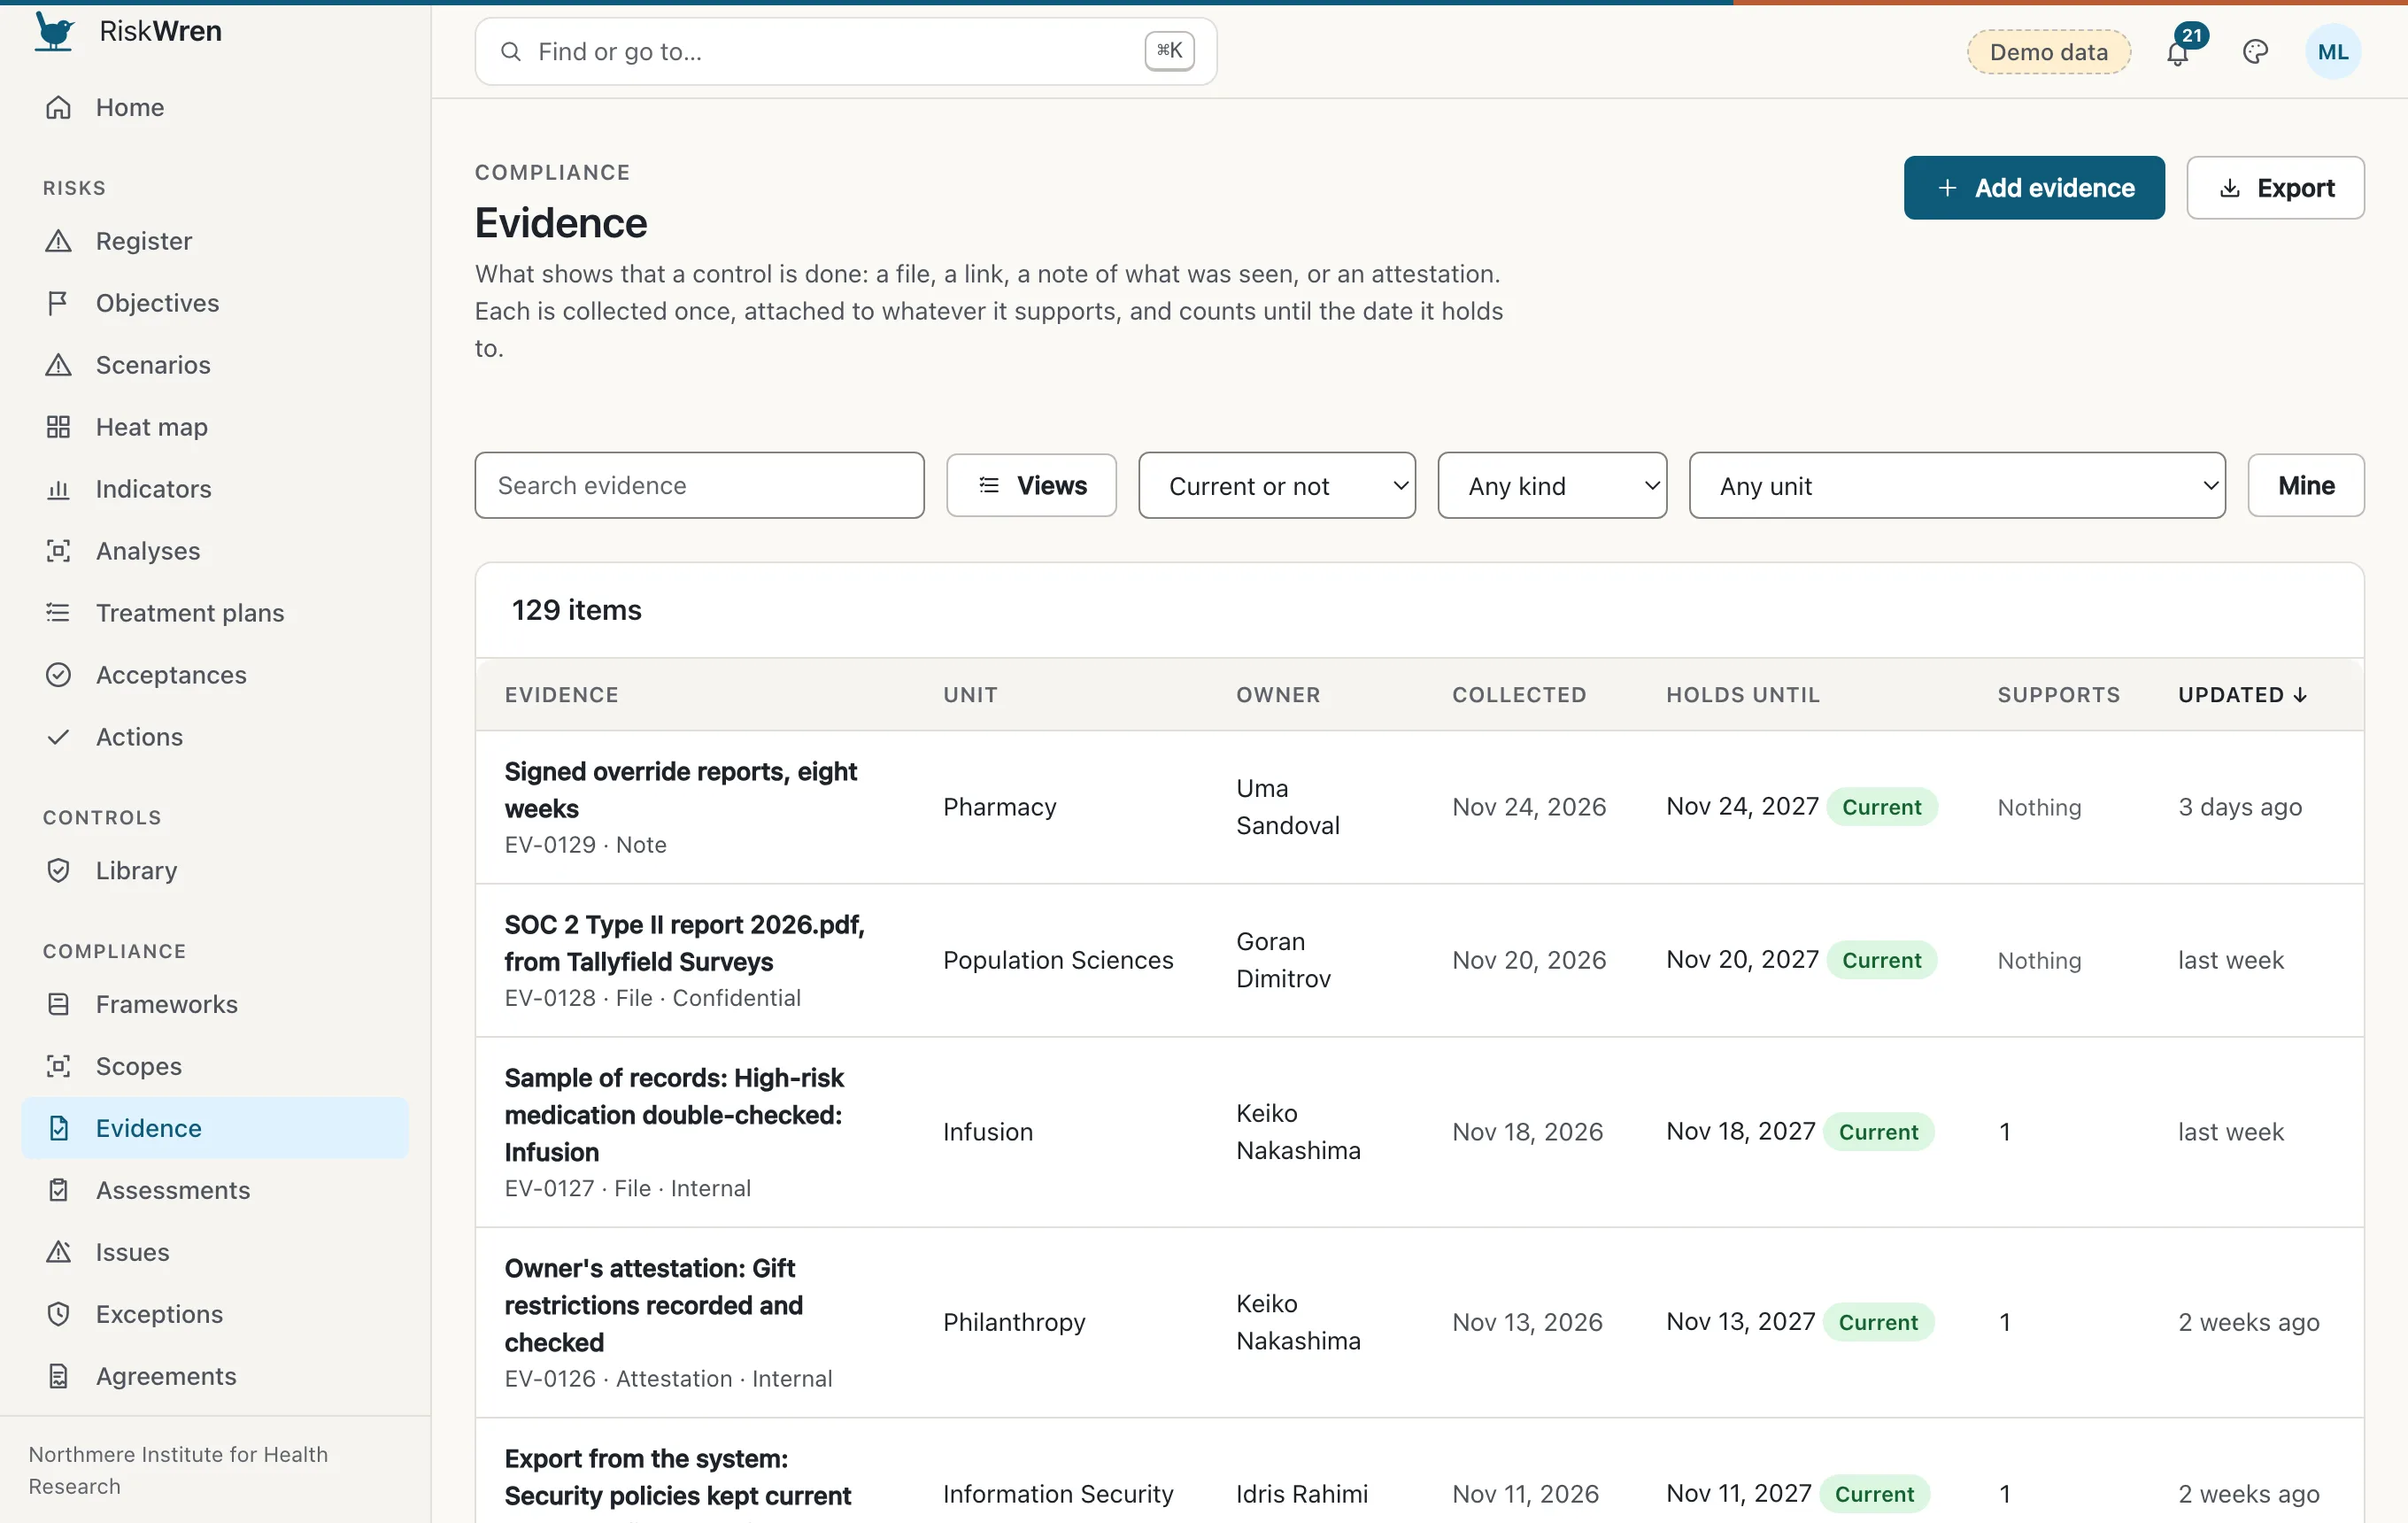 RiskWren
Find or go to...
⌘K
Demo data
21
ML
Home
RISKS
Register
Objectives
Scenarios
Heat map
Indicators
Analyses
Treatment plans
Acceptances
Actions
CONTROLS
Library
COMPLIANCE
Frameworks
Scopes
Evidence
Assessments
Issues
Exceptions
Agreements
Northmere Institute for Health
Research
COMPLIANCE
Evidence
What shows that a control is done: a file, a link, a note of what was seen, or an attestation.
Each is collected once, attached to whatever it supports, and counts until the date it holds
to.
Add evidence
Export
Search evidence
Views
Current or not
Any kind
Any unit
Mine
129 items
EVIDENCE UNIT OWNER COLLECTED HOLDS UNTIL SUPPORTS UPDATED ↓
Signed override reports, eight
weeks
EV-0129 · Note
Pharmacy
Uma
Sandoval
Nov 24, 2026
Nov 24, 2027 Current
Nothing
3 days ago
SOC 2 Type II report 2026.pdf,
from Tallyfield Surveys
EV-0128 · File · Confidential
Population Sciences
Goran
Dimitrov
Nov 20, 2026
Nov 20, 2027 Current
Nothing
last week
Sample of records: High-risk
medication double-checked:
Infusion
EV-0127 · File · Internal
Infusion
Keiko
Nakashima
Nov 18, 2026
Nov 18, 2027 Current
1
last week
Owner's attestation: Gift
restrictions recorded and
checked
EV-0126 · Attestation · Internal
Philanthropy
Keiko
Nakashima
Nov 13, 2026
Nov 13, 2027 Current
1
2 weeks ago
Export from the system:
Security policies kept current
Information Security
Idris Rahimi
Nov 11, 2026
Nov 11, 2027 Current
1
2 weeks ago